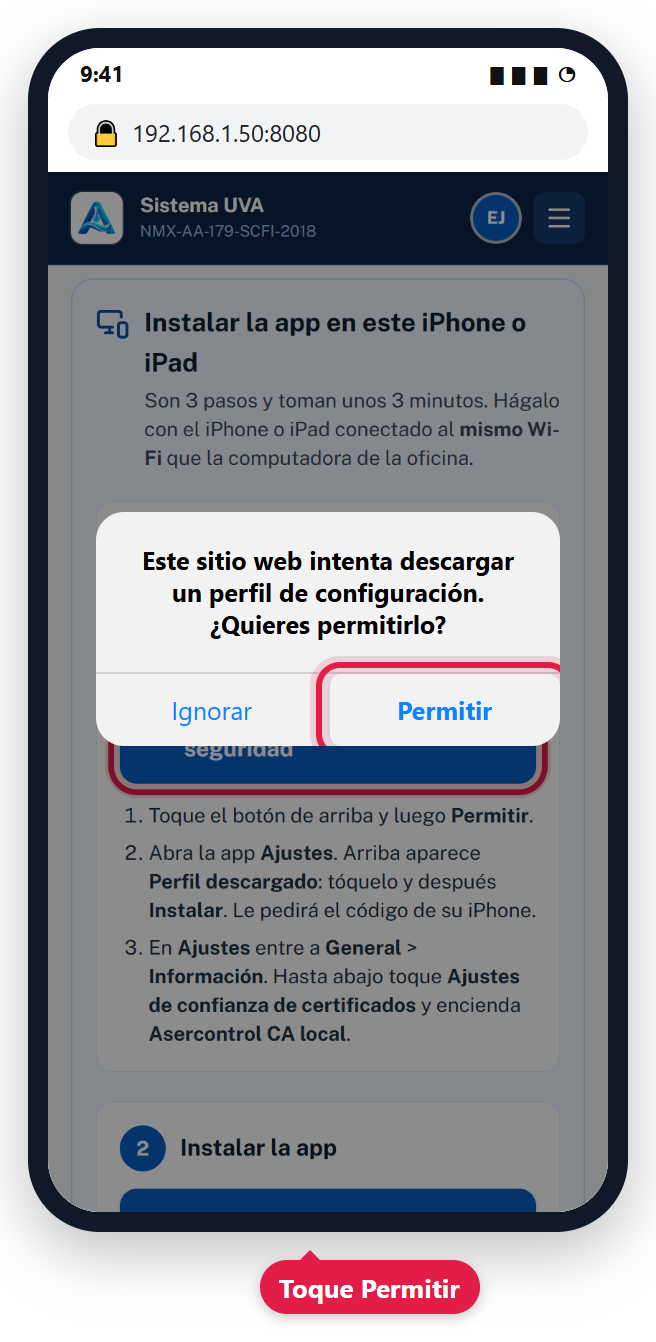 9:41
192.168.1.50:8080
Sistema UVA
NMX-AA-179-SCFI-2018
EJ
Instalar la app en este iPhone o
iPad
Son 3 pasos y toman unos 3 minutos. Hágalo
con el iPhone o iPad conectado al mismo Wi-
Fi que la computadora de la oficina.
Este sitio web intenta descargar
un perfil de configuración.
¿Quieres permitirlo?
Ignorar
Permitir
seguridad
1. Toque el botón de arriba y luego Permitir.
2. Abra la app Ajustes. Arriba aparece
Perfil descargado: tóquelo y después
Instalar. Le pedirá el código de su iPhone.
3. En Ajustes entre a General >
Información. Hasta abajo toque Ajustes
de confianza de certificados y encienda
Asercontrol CA local.
2
Instalar la app
Toque Permitir